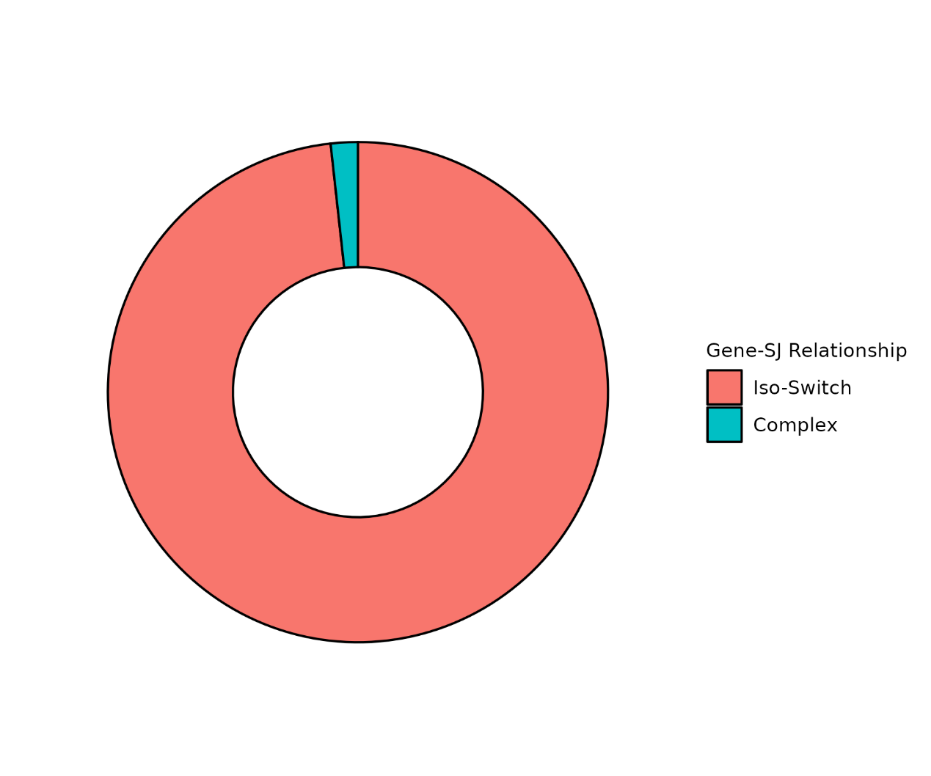 Gene-SJ Relationship
Iso-Switch
Complex